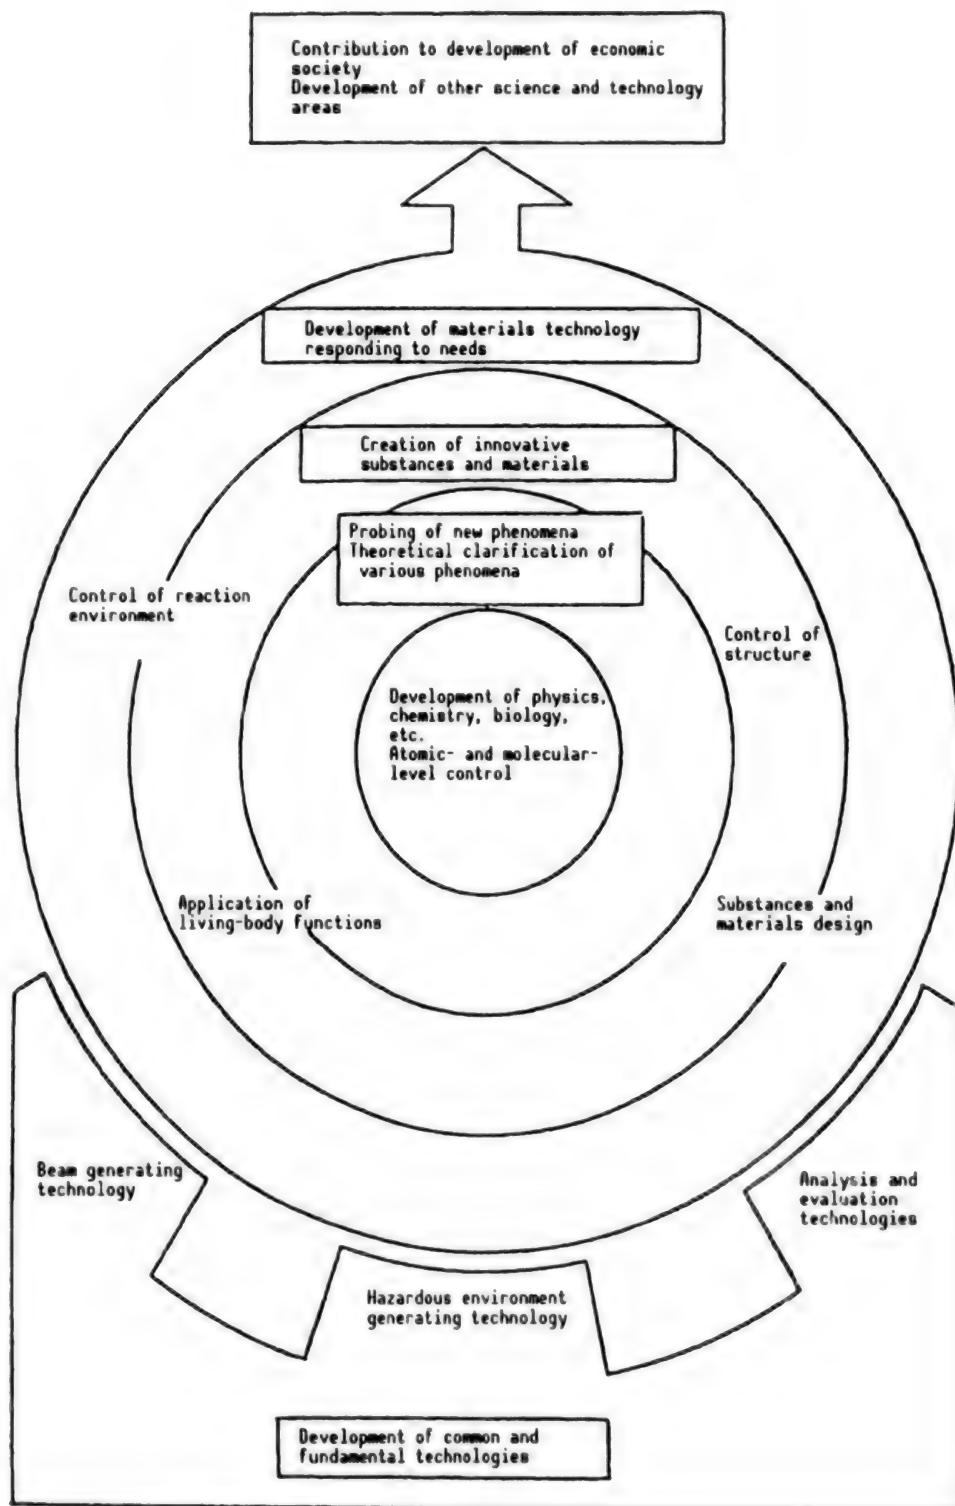 Contribution to development of economic
society
Development of other science and technology
areas
Development of materials technology
responding to needs
Creation of innovative
substances and materials
Probing of new phenomena
Theoretical clarification of
various phenomena
Control of reaction
environment
Control of
structure
Development of physics,
chemistry, biology,
etc.
Atomic- and molecular-
level control
Application of
living-body functions
Substances and
materials design
Beam generating
technology
Analysis and
evaluation
technologies
Hazardous environment
generating technology
Development of common and
fundamental technologies